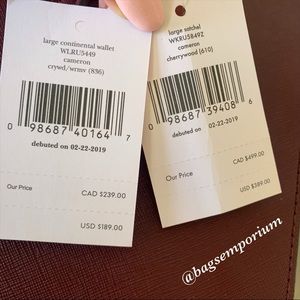 large continental wallet
WLRU5449
cameron
crywd/wrmv (836)
0 98687 40164 7
debuted on 02-22-2019
Our Price
CAD $239.00
USD $189.00
large satchel
WKRU5849Z
cameron
cherrywood (610)
0 98687 39408 6
debuted on 02-22-2019
Our Price
CAD $499.00
USD $389.00
@bagsemporium